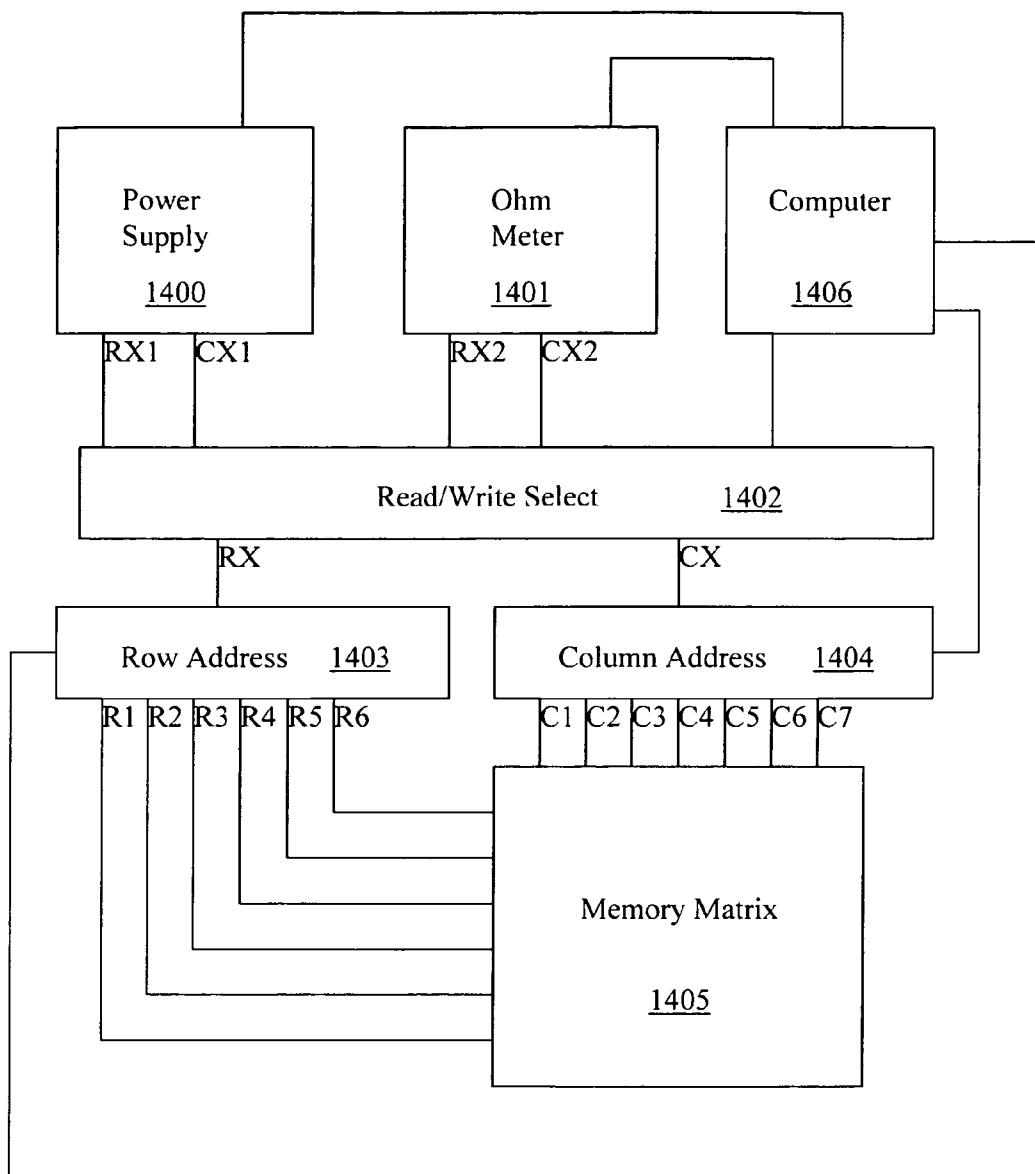 Power
Supply
1400
Ohm
Meter
1401
Computer
1406
RX1 CX1 RX2 CX2
Read/Write Select 1402
RX CX
Row Address 1403
Column Address 1404
R1 R2 R3 R4 R5 R6
C1 C2 C3 C4 C5 C6 C7
Memory Matrix
1405